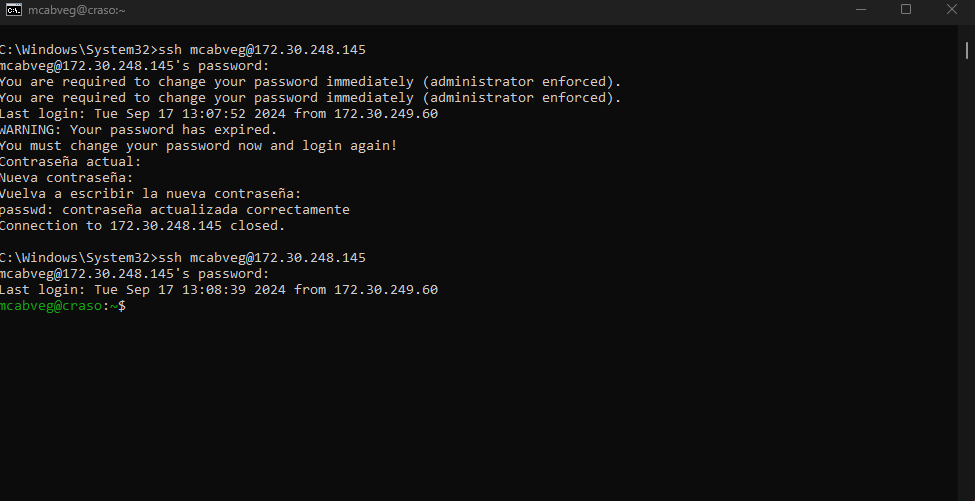 mcabveg@craso:~
C:\Windows\System32>ssh mcabveg@172.30.248.145
mcabveg@172.30.248.145's password:
You are required to change your password immediately (administrator enforced).
You are required to change your password immediately (administrator enforced).
Last login: Tue Sep 17 13:07:52 2024 from 172.30.249.60
WARNING: Your password has expired.
You must change your password now and login again!
Contraseña actual:
Nueva contraseña:
Vuelva a escribir la nueva contraseña:
passwd: contraseña actualizada correctamente
Connection to 172.30.248.145 closed.
C:\Windows\System32>ssh mcabveg@172.30.248.145
mcabveg@172.30.248.145's password:
Last login: Tue Sep 17 13:08:39 2024 from 172.30.249.60
mcabveg@craso:~$